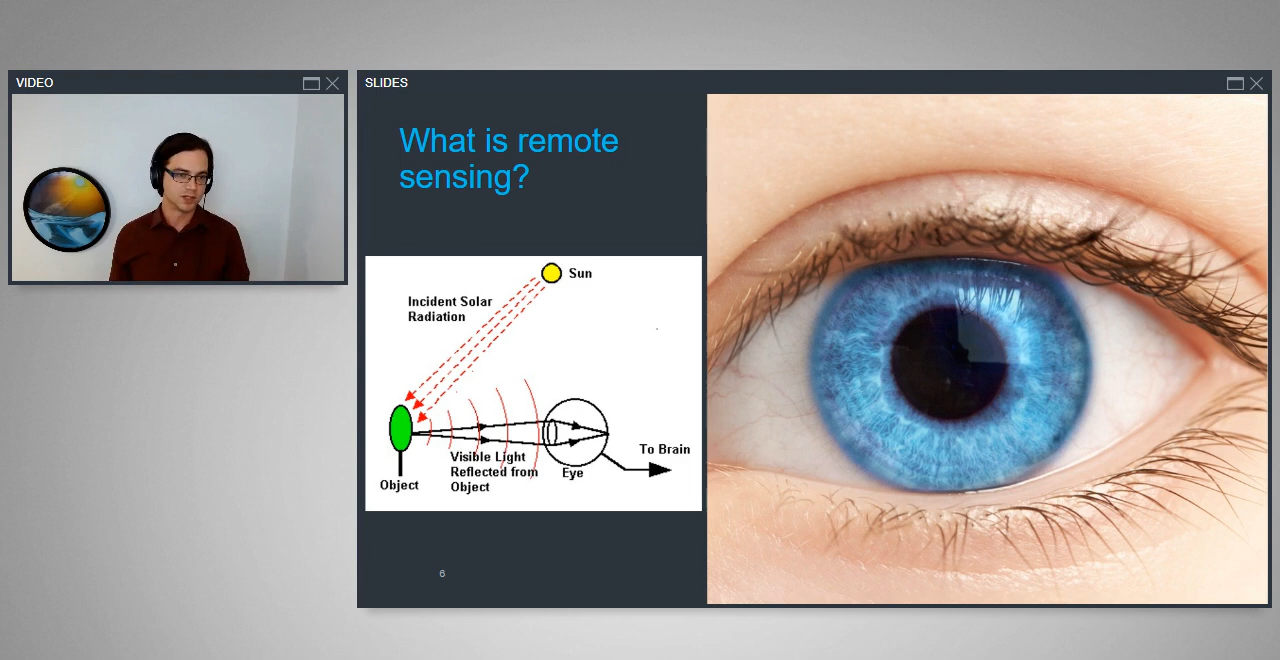 VIDEO
SLIDES
What is remote
sensing?
Sun
Incident Solar
Radiation
To Brain
Visible Light
Reflected from
Object
Eye
Object
6